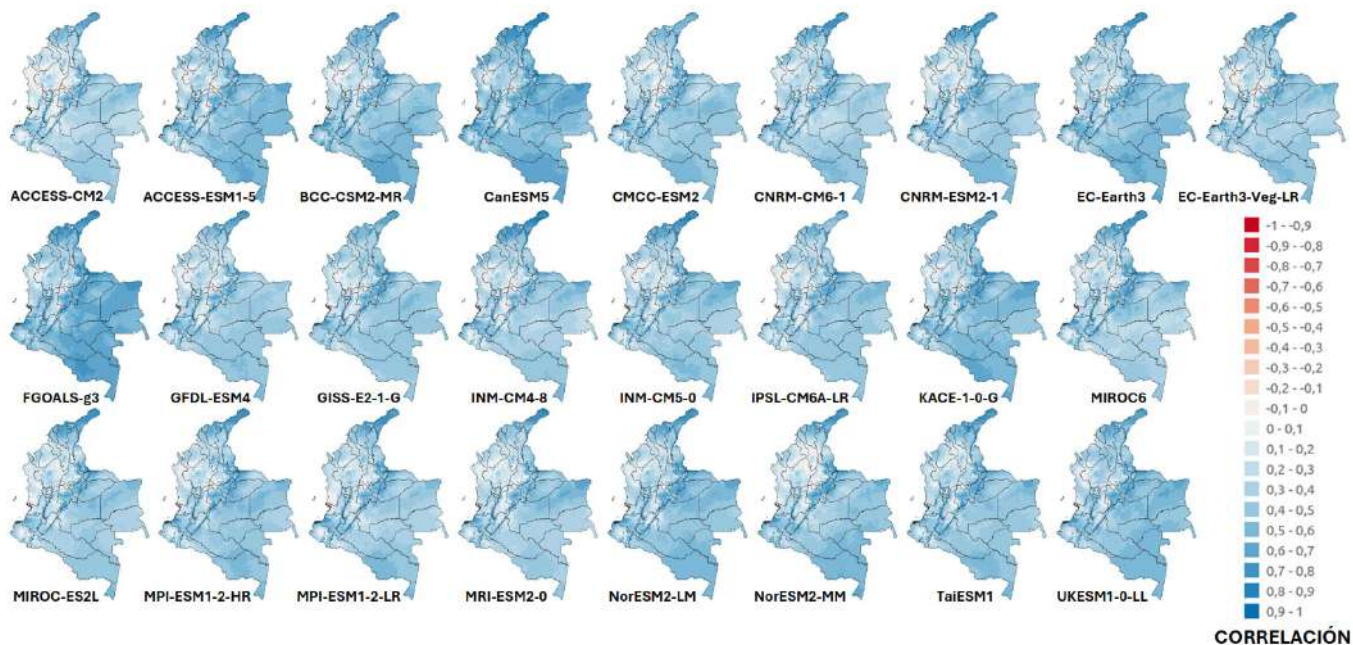 ACCESS-CM2
ACCESS-ESM1-5
BCC-CSM2-MR
CanESM5
CMCC-ESM2
CNRM-CM6-1
CNRM-ESM2-1
EC-Earth3
EC-Earth3-Veg-LR
FGOALS-g3
GFDL-ESM4
GISS-E2-1-G
INM-CM4-8
INM-CM5-0
IPSL-CM6A-LR
KACE-1-0-G
MIROC6
MIROC-ES2L
MPI-ESM1-2-HR
MPI-ESM1-2-LR
MRI-ESM2-0
NorESM2-LM
NorESM2-MM
TaiESM1
UKESM1-0-LL
-1 - -0,9
-0,9 - -0,8
-0,8 - -0,7
-0,7 - -0,6
-0,6 - -0,5
-0,5 - -0,4
-0,4 - -0,3
-0,3 - -0,2
-0,2 - -0,1
-0,1 - 0
0 - 0,1
0,1 - 0,2
0,2 - 0,3
0,3 - 0,4
0,4 - 0,5
0,5 - 0,6
0,6 - 0,7
0,7 - 0,8
0,8 - 0,9
0,9 - 1
CORRELACIÓN